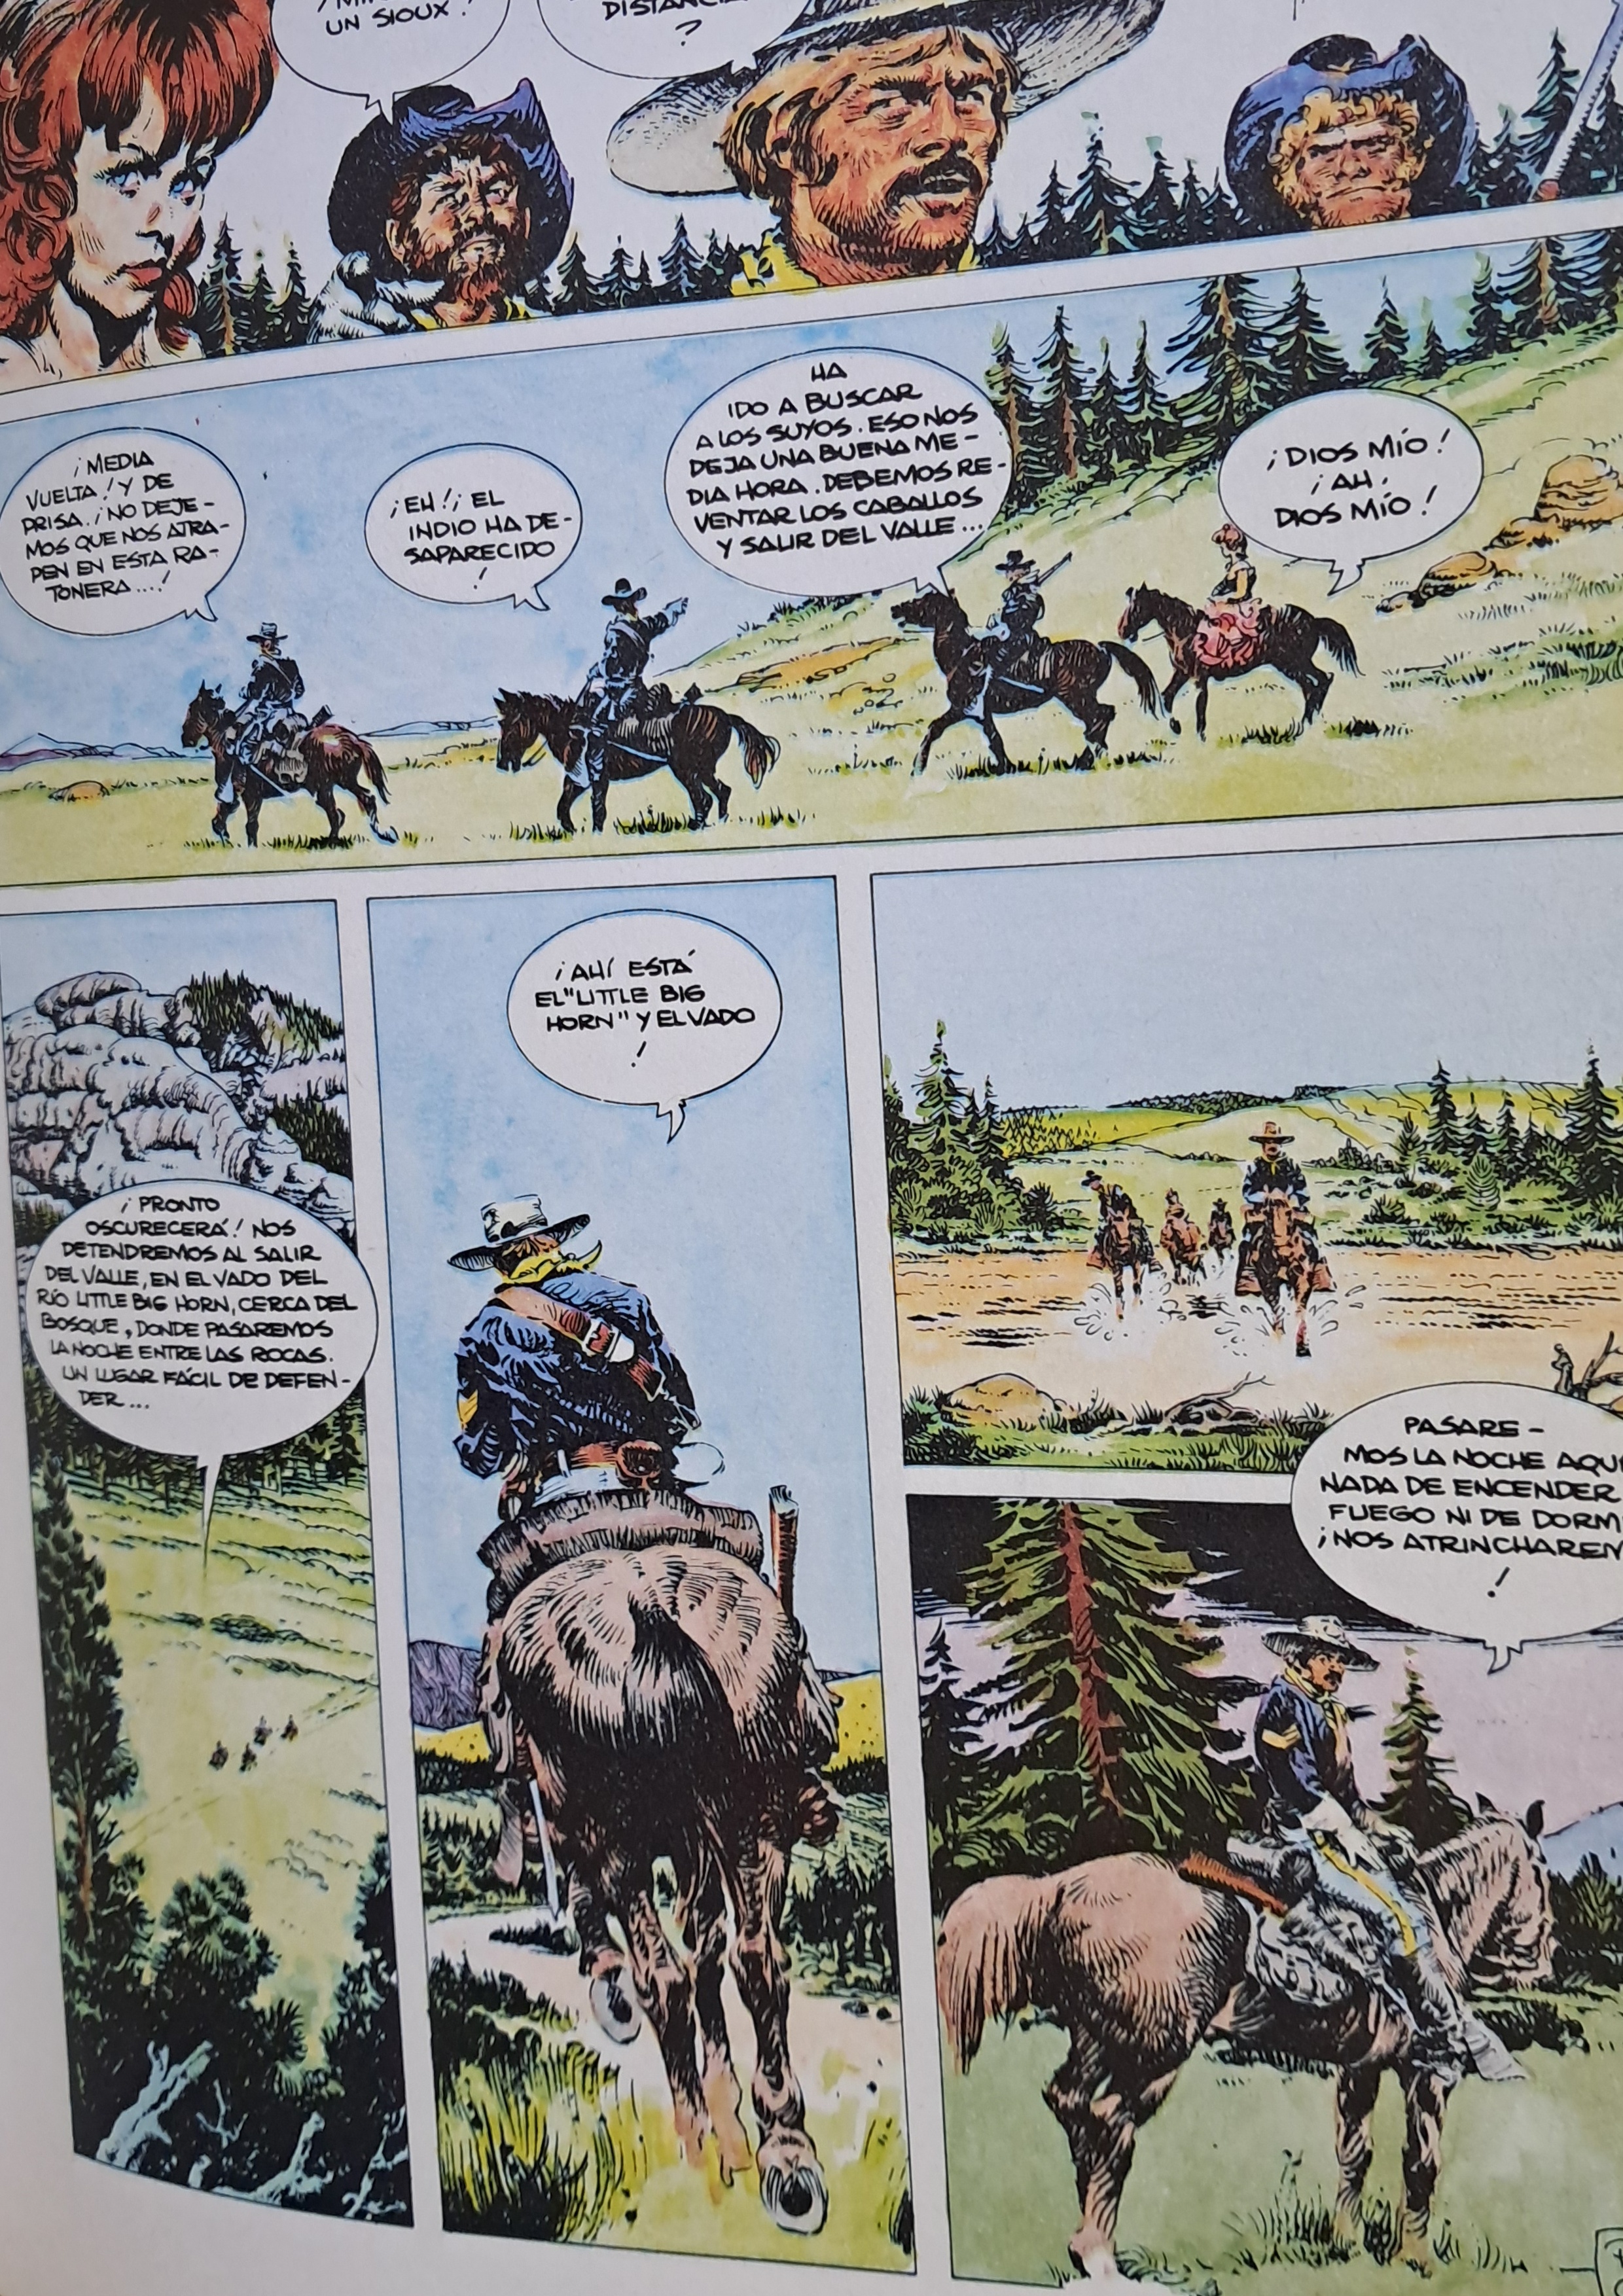 UN SIOUX!
?
¡MEDIA
VUELTA! Y DE
PRISA. ¡NO DEJE-
MOS QUE NOS ATRA-
PEN EN ESTA RA-
TONERA...!
¡EH! ¡EL
INDIO HA DE-
SAPARECIDO
!
HA
IDO A BUSCAR
A LOS SUYOS. ESO NOS
DEJA UNA BUENA ME-
DIA HORA. DEBEMOS RE-
VENTAR LOS CABALLOS
Y SALIR DEL VALLE...
¡DIOS MÍO!
¡AH,
DIOS MÍO!
¡PRONTO
OSCURECERÁ! NOS
DETENDREMOS AL SALIR
DEL VALLE, EN EL VADO DEL
RÍO LITTLE BIG HORN, CERCA DEL
BOSQUE, DONDE PASAREMOS
LA NOCHE ENTRE LAS ROCAS.
UN LUGAR FÁCIL DE DEFEN-
DER...
¡AHÍ ESTÁ
EL "LITTLE BIG
HORN" Y EL VADO
!
PASARE-
MOS LA NOCHE AQU
NADA DE ENCENDER
FUEGO NI DE DORM
¡NOS ATRINCHAREM
!